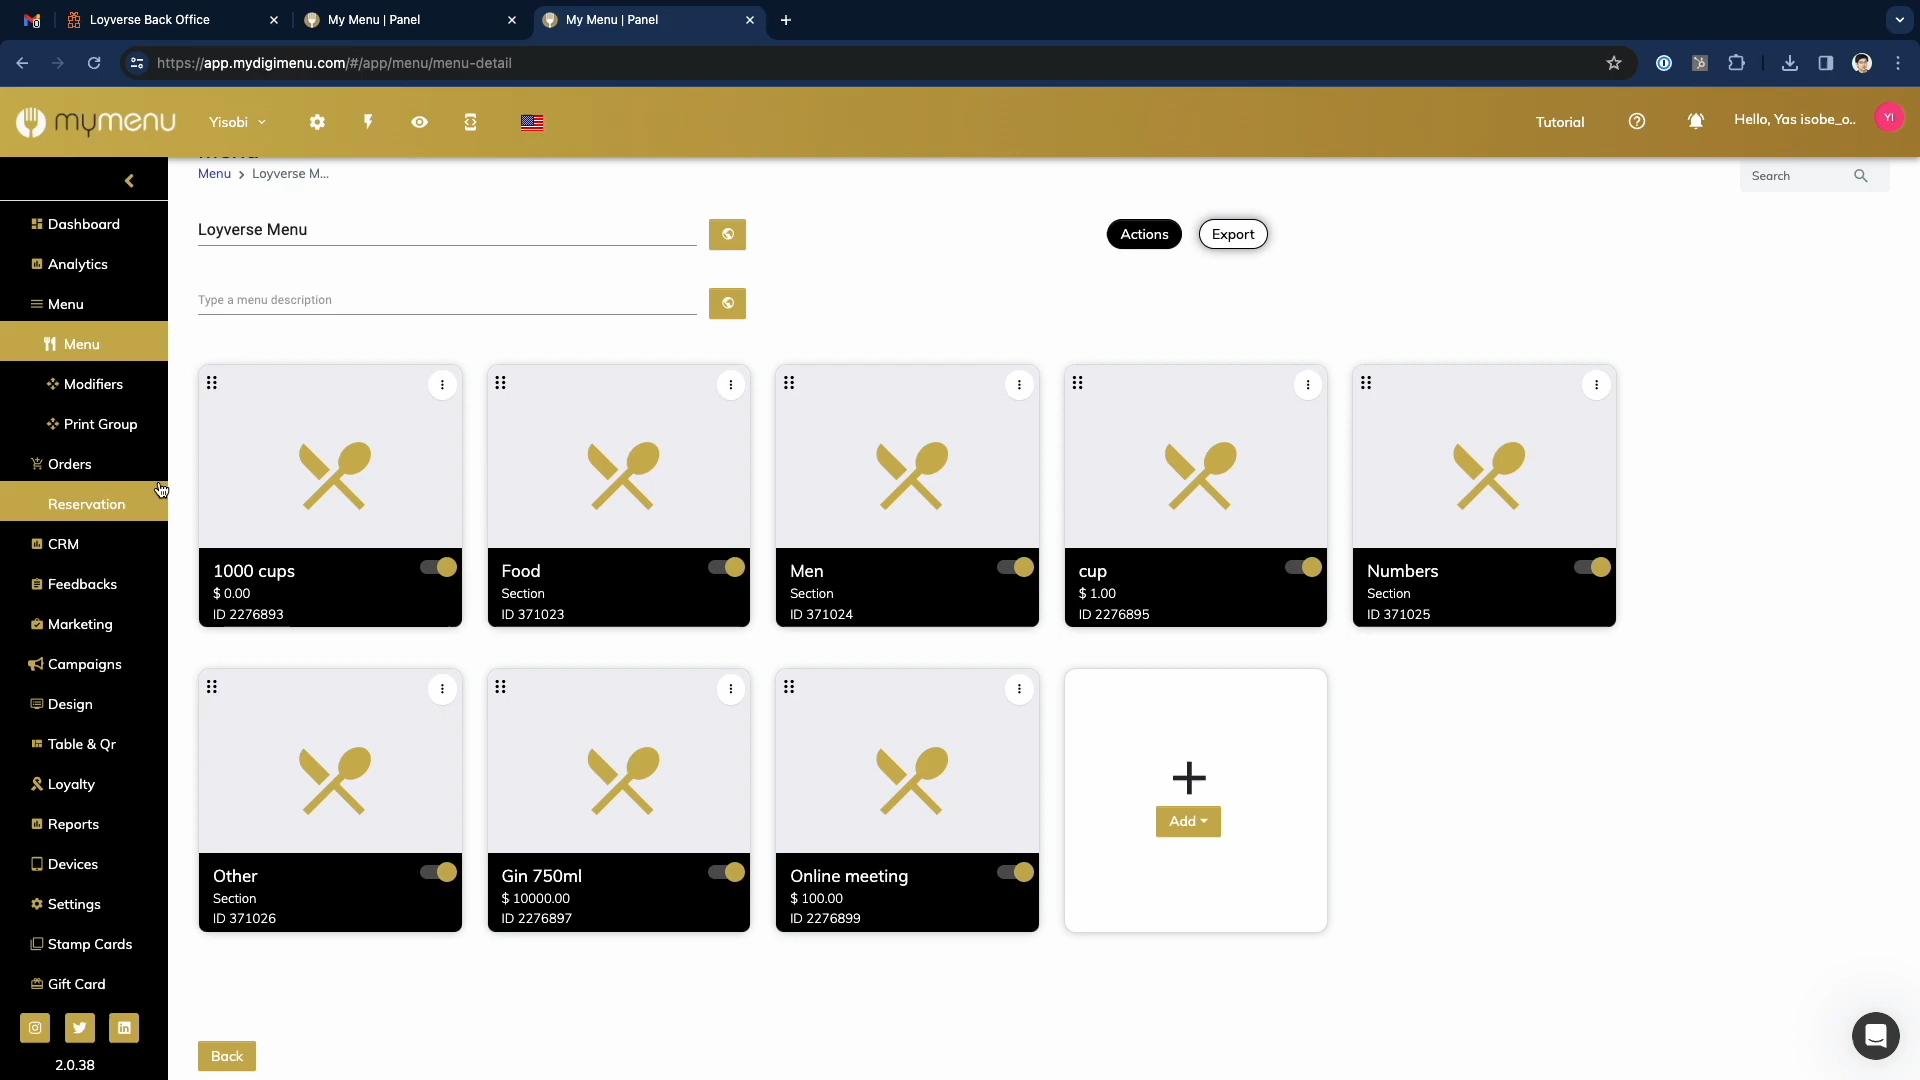 Loyverse Back Office
My Menu | Panel
My Menu | Panel
https://app.mydigimenu.com/#/app/menu/menu-detail
mymenu
Yisobi
Tutorial
Hello, Yas isobe_o..
YI
Menu > Loyverse M...
Search
Dashboard
Analytics
Menu
Menu
Modifiers
Print Group
Orders
Reservation
CRM
Feedbacks
Marketing
Campaigns
Design
Table & Qr
Loyalty
Reports
Devices
Settings
Stamp Cards
Gift Card
2.0.38
Loyverse Menu
Actions
Export
Type a menu description
1000 cups
$ 0.00
ID 2276893
Food
Section
ID 371023
Men
Section
ID 371024
cup
$ 1.00
ID 2276895
Numbers
Section
ID 371025
Other
Section
ID 371026
Gin 750ml
$ 10000.00
ID 2276897
Online meeting
$ 100.00
ID 2276899
Add
Back